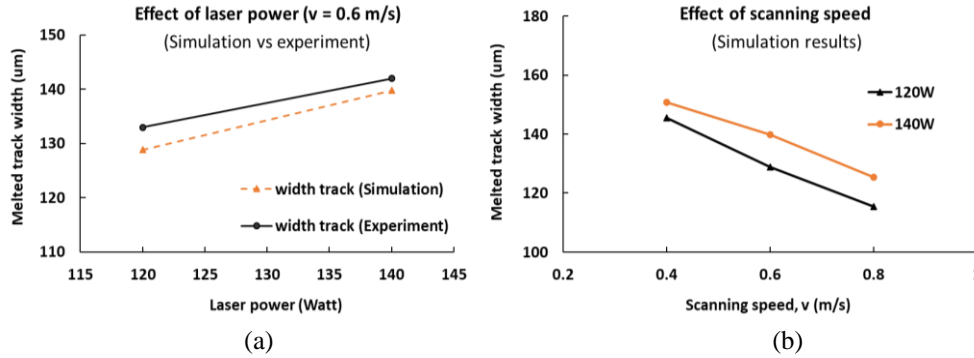 Effect of laser power (v = 0.6 m/s)
(Simulation vs experiment)
Melted track width (um)
150
140
130
120
110
115
120
125
130
135
140
145
width track (Simulation)
width track (Experiment)
Laser power (Watt)
(a)
Effect of scanning speed
(Simulation results)
Melted track width (um)
180
160
140
120
100
0.2
0.4
0.6
0.8
120W
140W
Scanning speed, v (m/s)
(b)